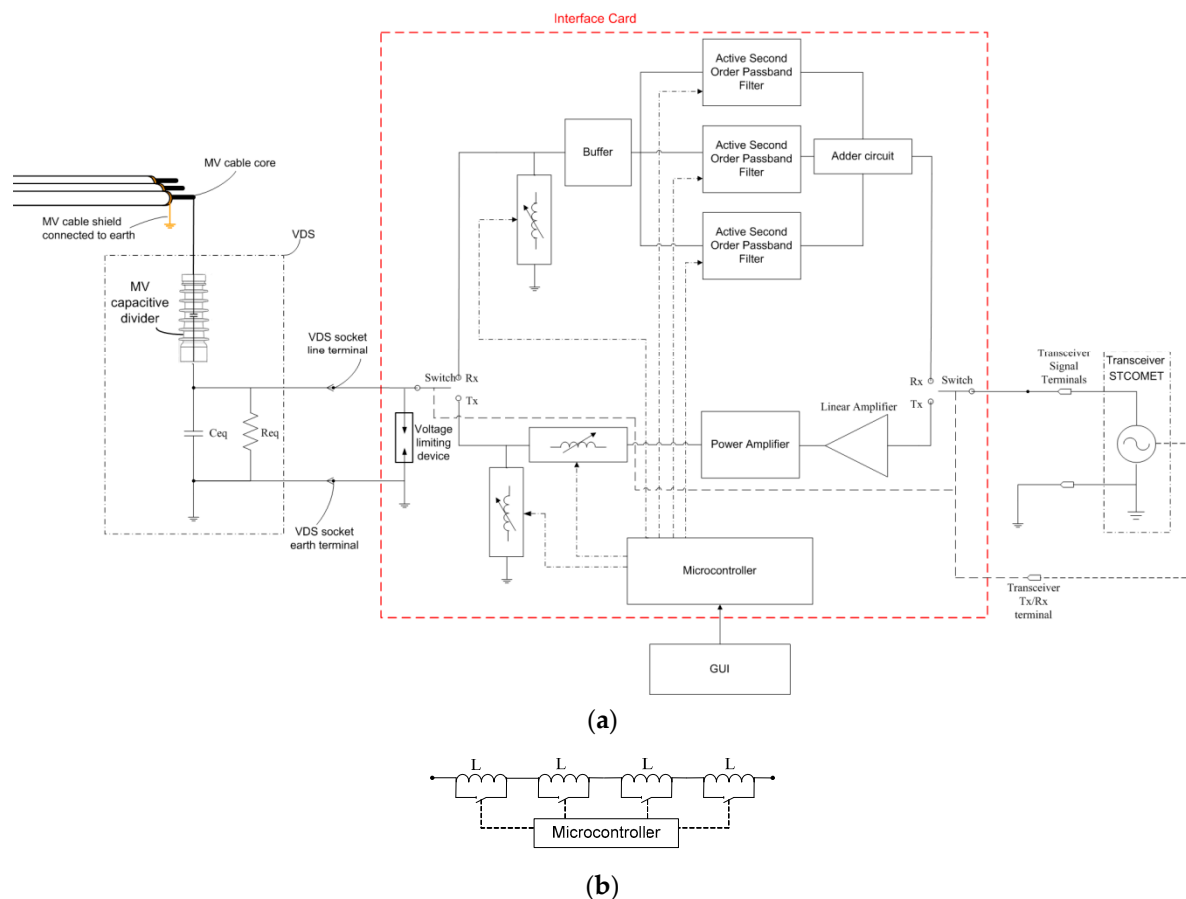 Interface Card
Active Second
Order Passband
Filter
Buffer
Active Second
Order Passband
Filter
Adder circuit
MV cable core
MV cable shield
connected to earth
VDS
Active Second
Order Passband
Filter
MV
capacitive
divider
VDS socket
line terminal
Switch
Rx
Tx
Rx
Tx
Switch
Transceiver
Signal
Terminals
Transceiver
STCOMET
Linear Amplifier
Ceq
Req
Voltage
limiting
device
Power Amplifier
VDS socket
earth terminal
Microcontroller
Transceiver
Tx/Rx
terminal
GUI
(a)
L
L
L
L
Microcontroller
(b)